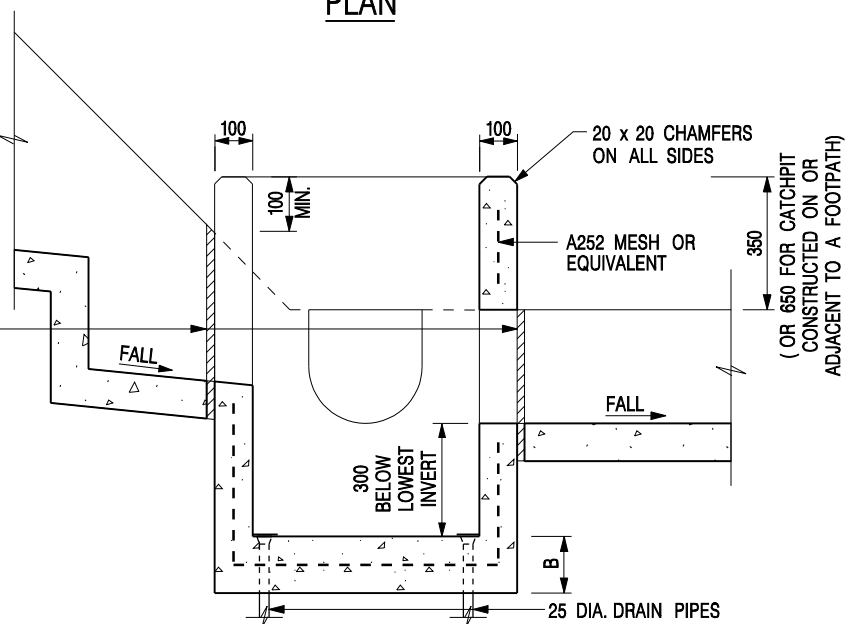 PLAN
100
100
20 x 20 CHAMFERS
ON ALL SIDES
100
MIN.
A252 MESH OR
EQUIVALENT
350
( OR 650 FOR CATCHPIT
CONSTRUCTED ON OR
ADJACENT TO A FOOTPATH)
FALL
FALL
300
BELOW
LOWEST
INVERT
B
25 DIA. DRAIN PIPES